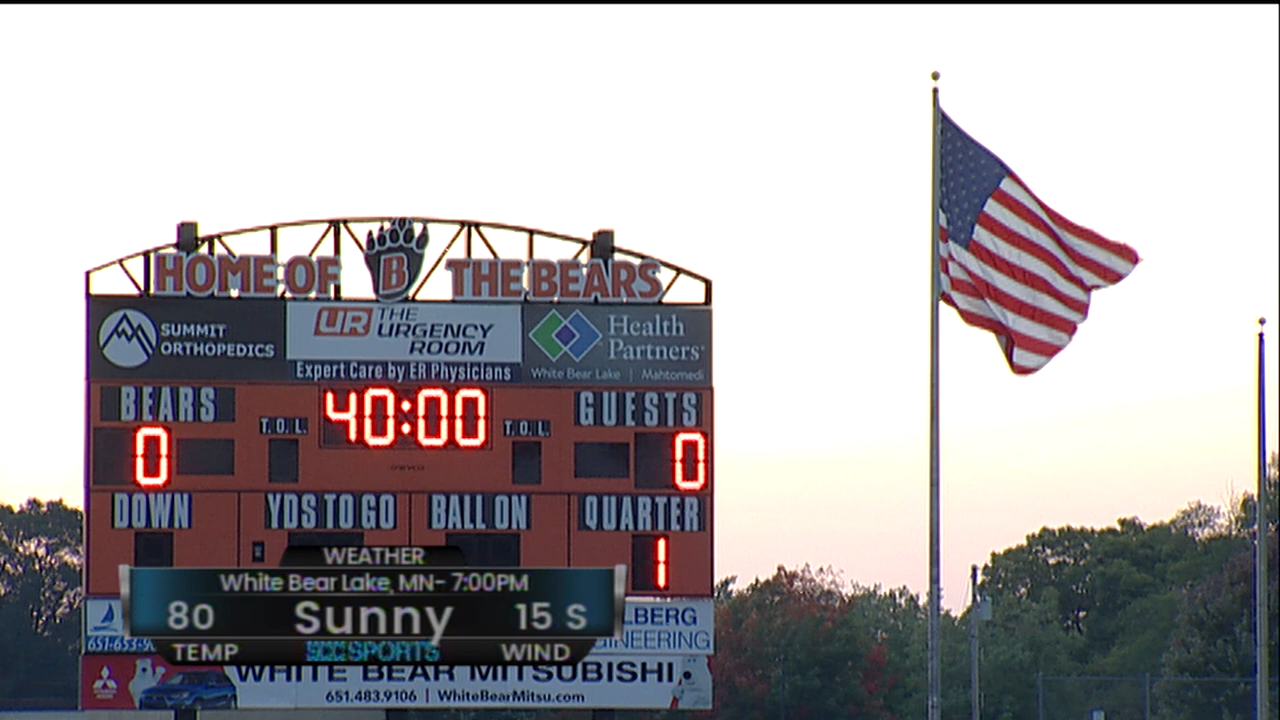 HOME OF B THE BEARS
SUMMIT
ORTHOPEDICS
UR THE
URGENCY
ROOM
Expert Care by ER Physicians
Health
Partners
White Bear Lake | Mahtomedi
BEARS
40:00
GUESTS
T.O.L.
T.O.L.
0
0
DOWN
YDS TO GO
BALL ON
QUARTER
1
WEATHER
White Bear Lake, MN- 7:00PM
80
Sunny
15 S
TEMP
SCC SPORTS
WIND
WHITE BEAR MITSUBISHI
651.483.9106 | WhiteBearMitsu.com